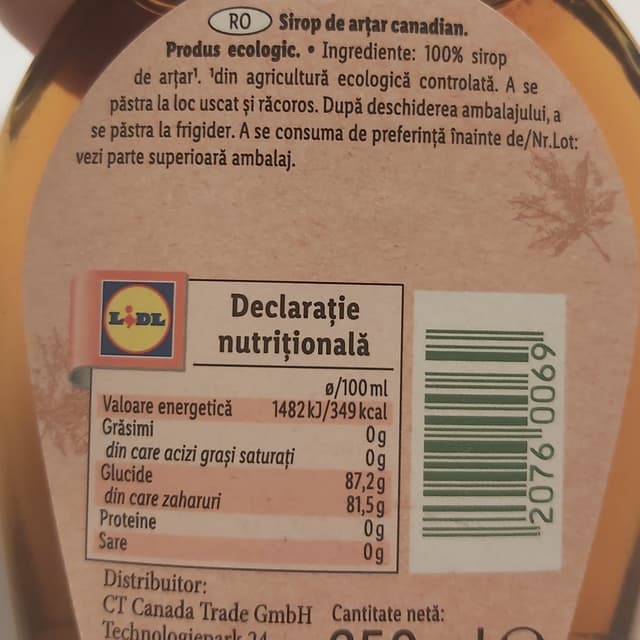 RO Sirop de arțar canadian.
Produs ecologic. • Ingrediente: 100% sirop
de arțar¹. ¹din agricultură ecologică controlată. A se
păstra la loc uscat și răcoros. După deschiderea ambalajului, a
se păstra la frigider. A se consuma de preferință înainte de/Nr.Lot:
vezi parte superioară ambalaj.
LIDL
Declarație
nutrițională
ø/100 ml
Valoare energetică 1482 kJ/349 kcal
Grăsimi 0 g
din care acizi grași saturați 0 g
Glucide 87,2 g
din care zaharuri 81,5 g
Proteine 0 g
Sare 0 g
2076 0069
Distribuitor:
CT Canada Trade GmbH
Technologiepark 24
Cantitate netă: